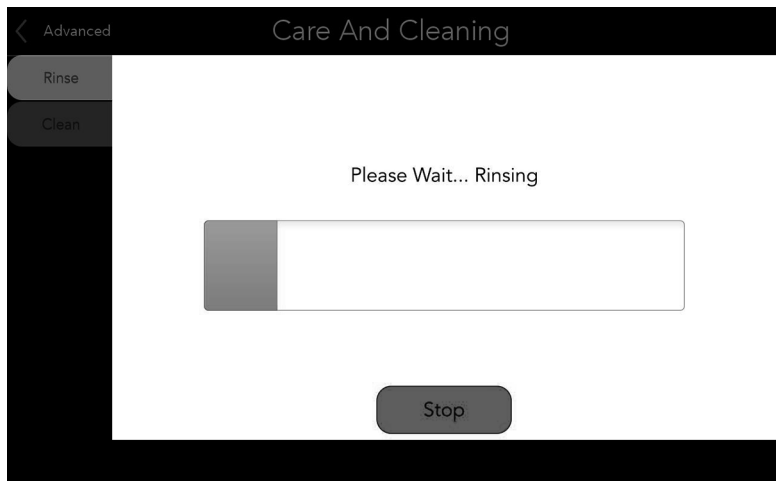 Advanced
Care And Cleaning
Rinse
Clean
Please Wait... Rinsing
Stop